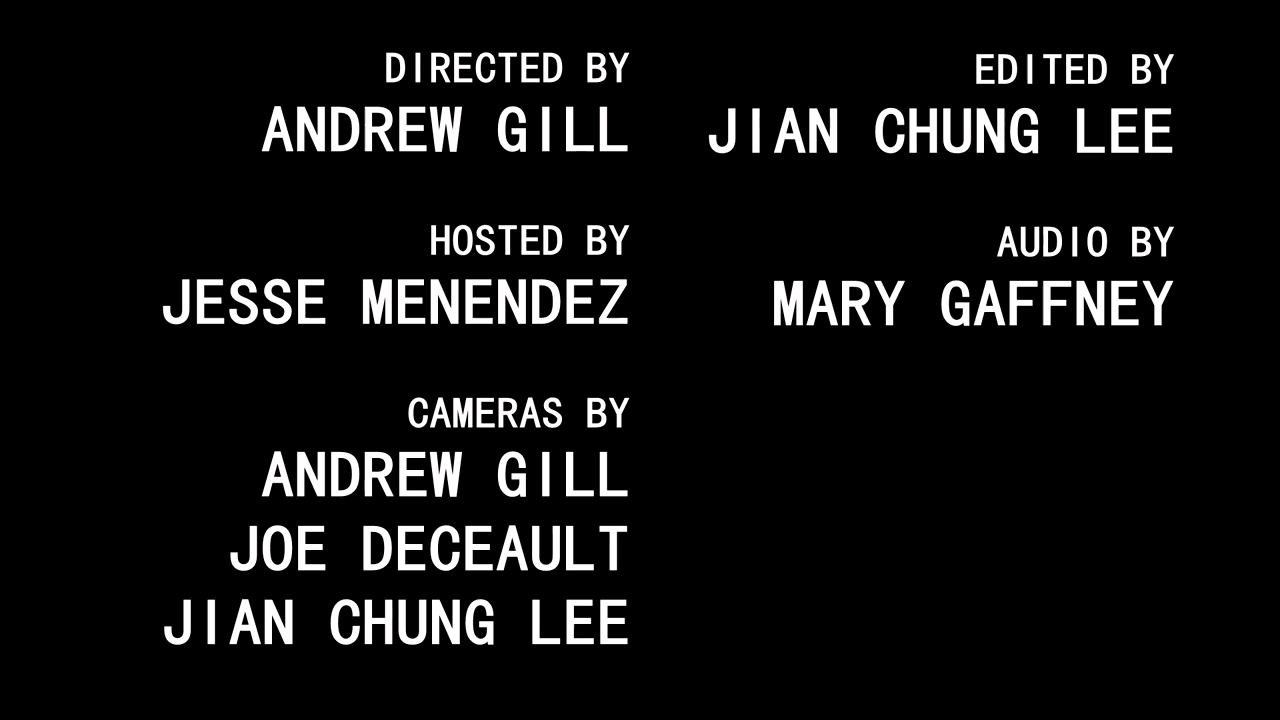 DIRECTED BY
ANDREW GILL
HOSTED BY
JESSE MENENDEZ
CAMERAS BY
ANDREW GILL
JOE DECEAULT
JIAN CHUNG LEE
EDITED BY
JIAN CHUNG LEE
AUDIO BY
MARY GAFFNEY